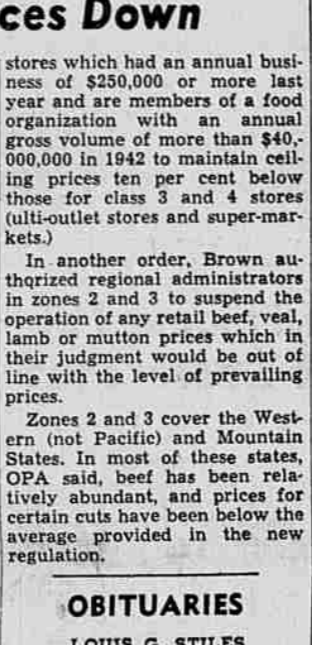 ces Down
stores which had an annual busi-
ness of $250,000 or more last
year and are members of a food
organization with an annual
gross volume of more than $40,-
000,000 in 1942 to maintain ceil-
ing prices ten per cent below
those for class 3 and 4 stores
(ulti-outlet stores and super-mar-
kets.)
In another order, Brown au-
thqrized regional administrators
in zones 2 and 3 to suspend the
operation of any retail beef, veal,
lamb or mutton prices which in
their judgment would be out of
line with the level of prevailing
prices.
Zones 2 and 3 cover the West-
ern (not Pacific) and Mountain
States. In most of these states,
OPA said, beef has been rela-
tively abundant, and prices for
certain cuts have been below the
average provided in the new
regulation.
OBITUARIES
LOUIS G. STILES